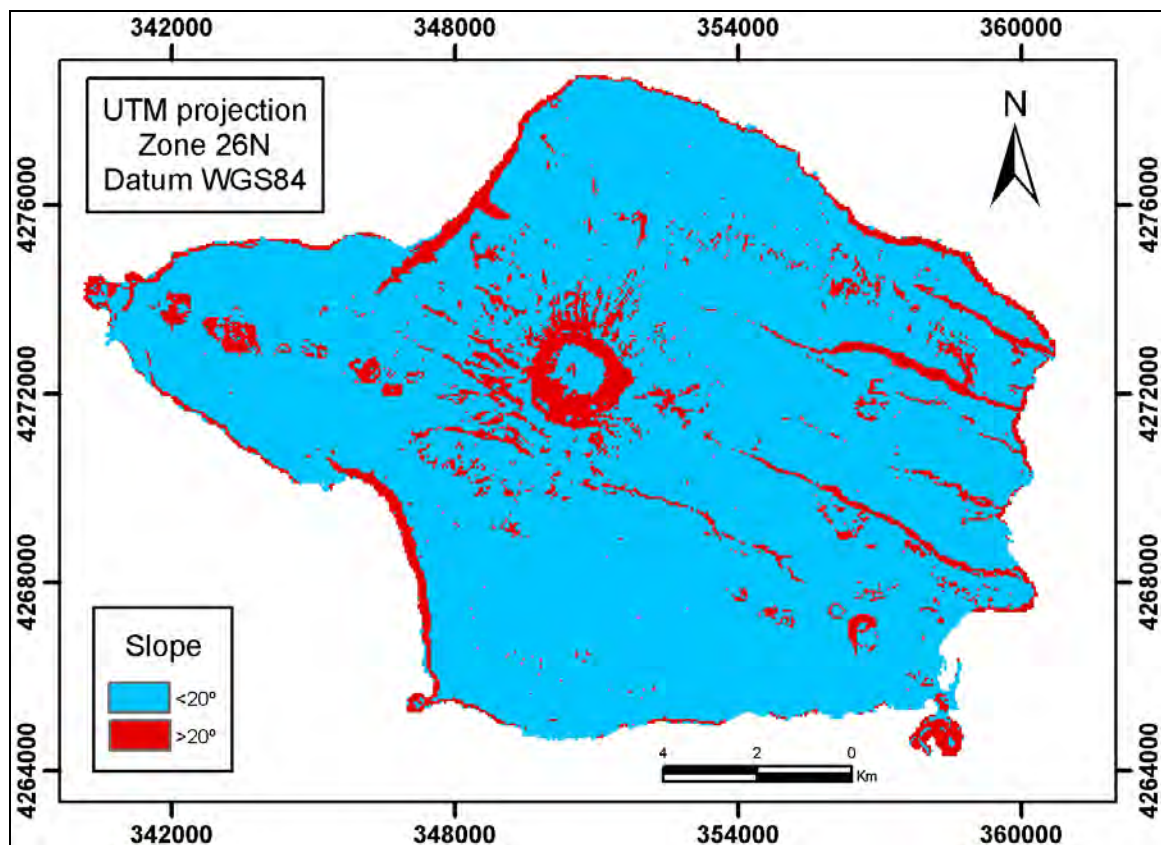 342000 348000 354000 360000
UTM projection
Zone 26N
Datum WGS84
N
4276000 4276000
4272000 4272000
4268000 4268000
Slope
<20º
>20º
4 2 0
Km
4264000 4264000
342000 348000 354000 360000